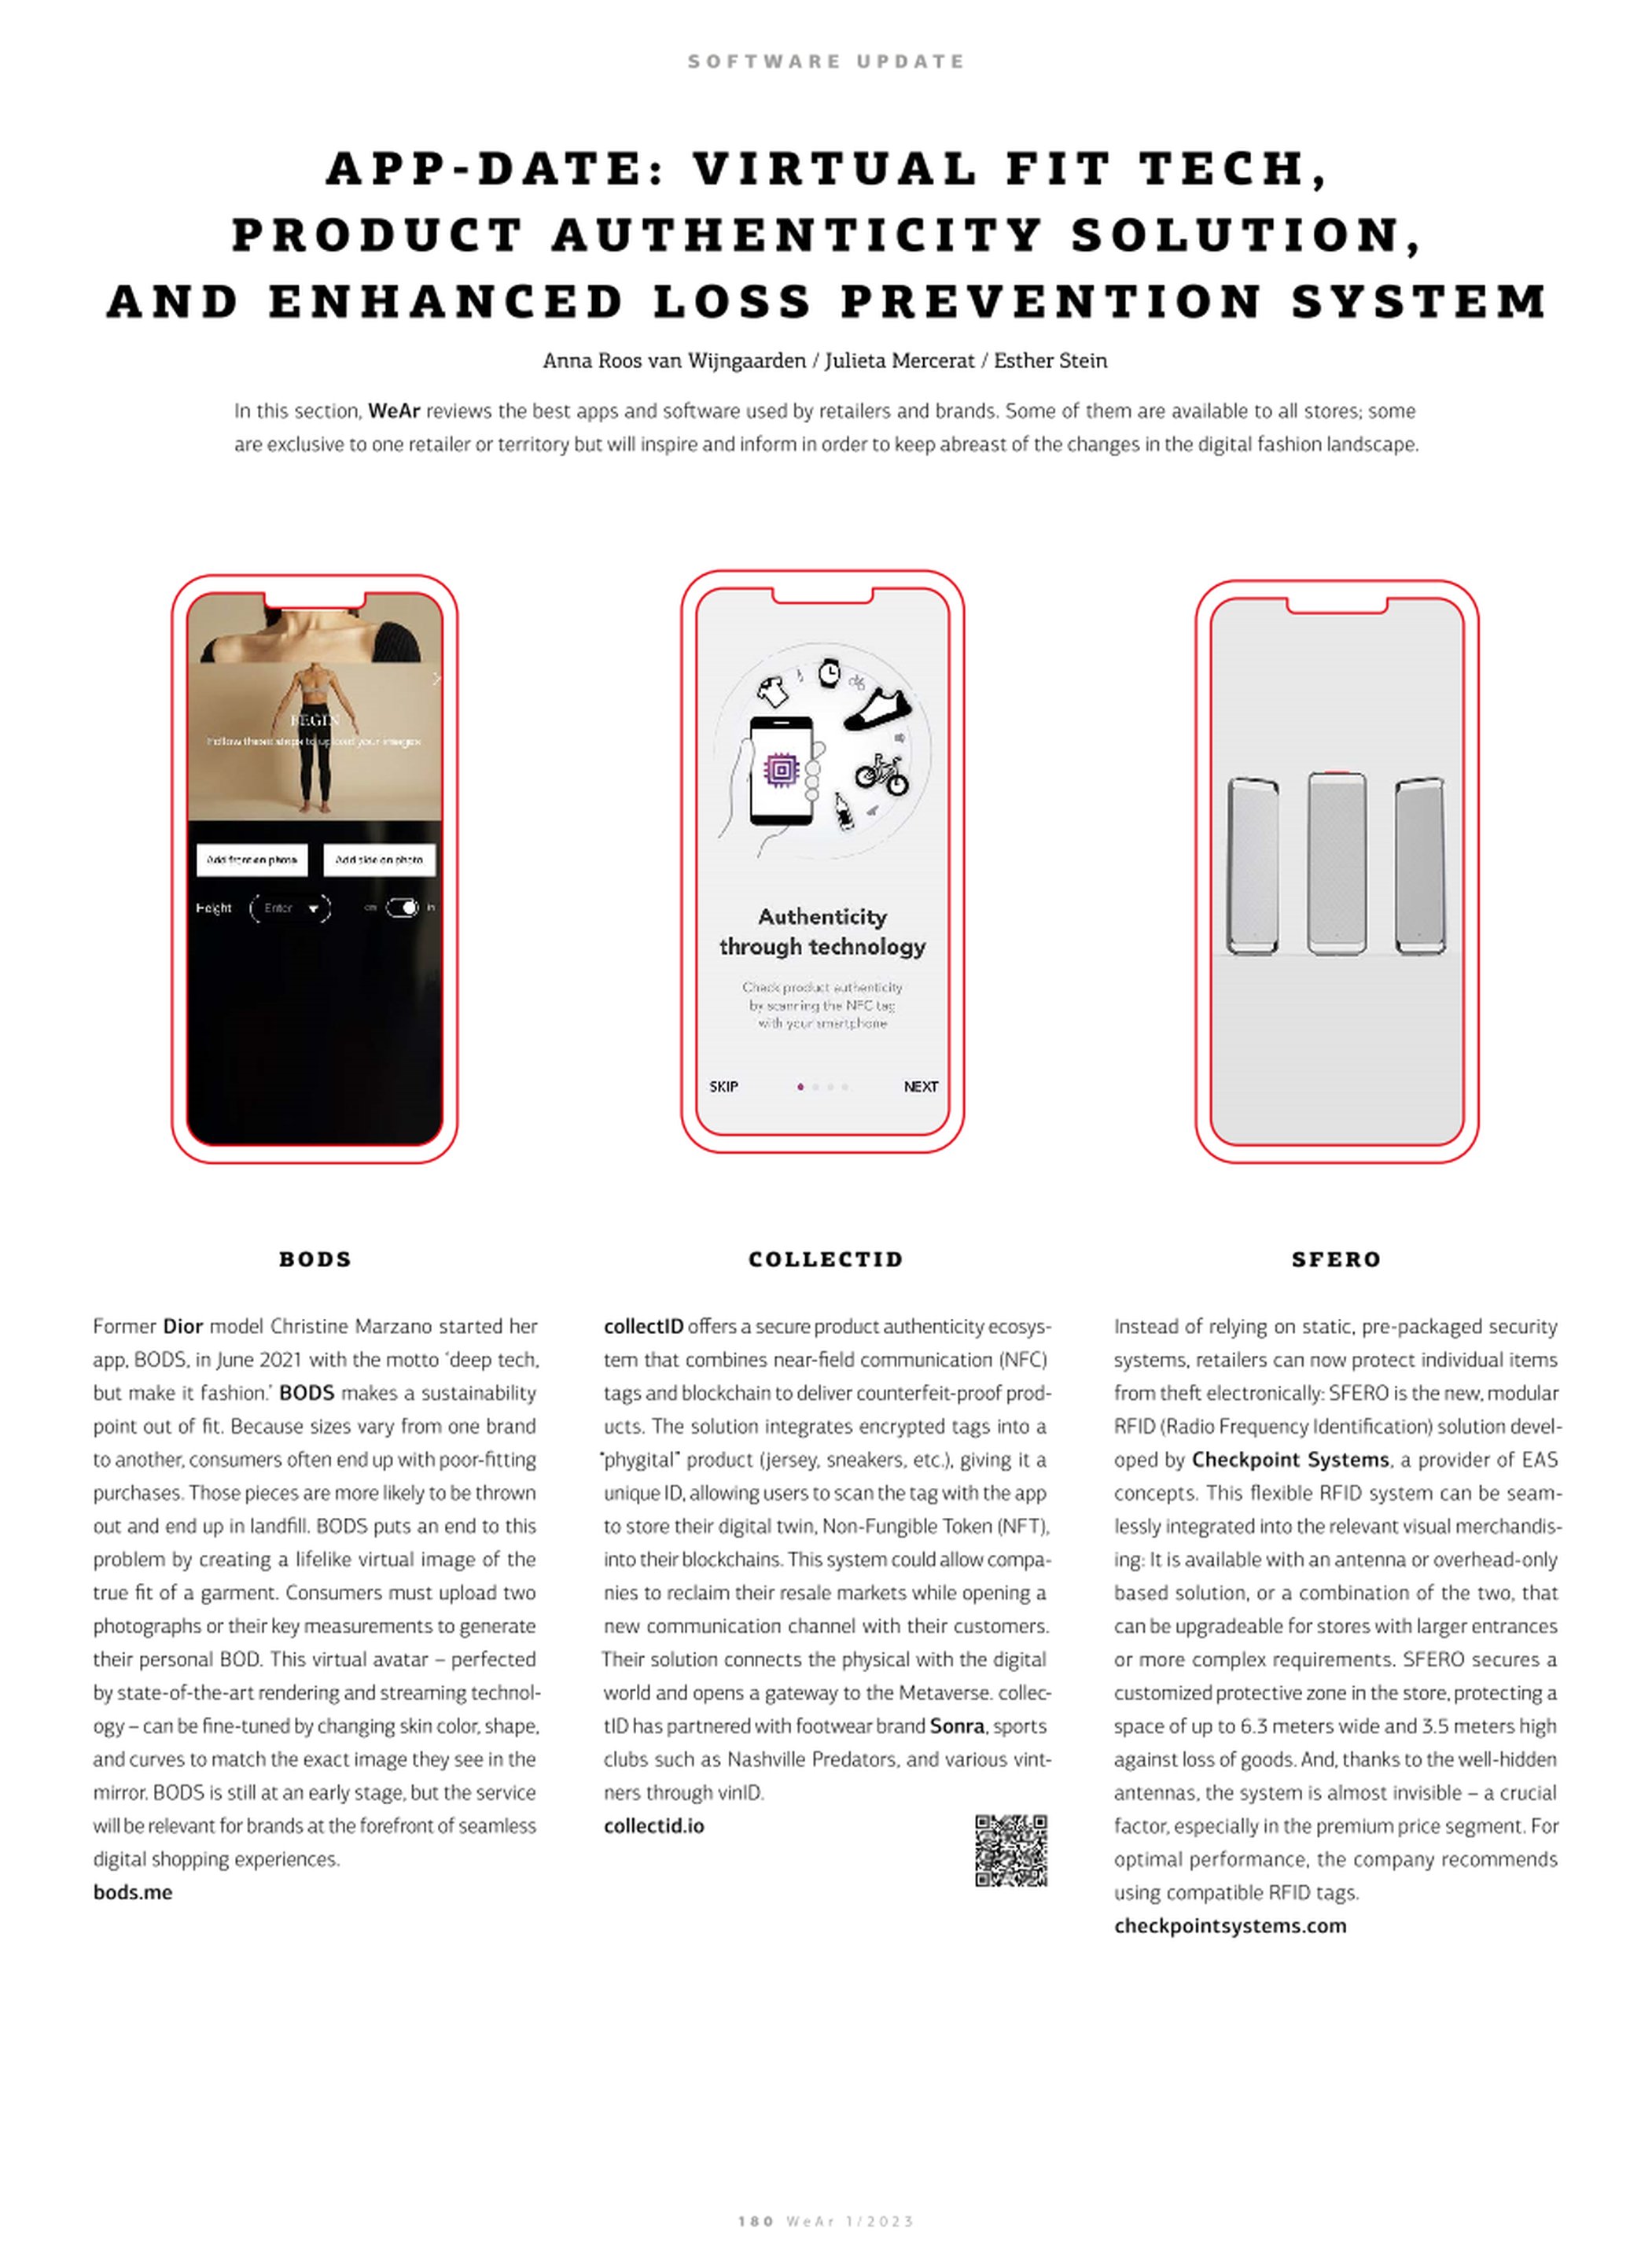 SOFTWARE UPDATE
APP-DATE: VIRTUAL FIT TECH,
PRODUCT AUTHENTICITY SOLUTION,
AND ENHANCED LOSS PREVENTION SYSTEM
Anna Roos van Wijngaarden / Julieta Mercerat / Esther Stein
In this section, WeAr reviews the best apps and software used by retailers and brands. Some of them are available to all stores; some
are exclusive to one retailer or territory but will inspire and inform in order to keep abreast of the changes in the digital fashion landscape.
BEGIN
Follow these steps to upload your images
Add front on photo
Add side on photo
Height
Enter
cm
in
Authenticity
through technology
Check product authenticity
by scanning the NFC tag
with your smartphone
SKIP
NEXT
BODS
Former Dior model Christine Marzano started her
app, BODS, in June 2021 with the motto ‘deep tech,
but make it fashion.’ BODS makes a sustainability
point out of fit. Because sizes vary from one brand
to another, consumers often end up with poor-fitting
purchases. Those pieces are more likely to be thrown
out and end up in landfill. BODS puts an end to this
problem by creating a lifelike virtual image of the
true fit of a garment. Consumers must upload two
photographs or their key measurements to generate
their personal BOD. This virtual avatar – perfected
by state-of-the-art rendering and streaming technol-
ogy – can be fine-tuned by changing skin color, shape,
and curves to match the exact image they see in the
mirror. BODS is still at an early stage, but the service
will be relevant for brands at the forefront of seamless
digital shopping experiences.
bods.me
COLLECTID
collectID offers a secure product authenticity ecosys-
tem that combines near-field communication (NFC)
tags and blockchain to deliver counterfeit-proof prod-
ucts. The solution integrates encrypted tags into a
“phygital” product (jersey, sneakers, etc.), giving it a
unique ID, allowing users to scan the tag with the app
to store their digital twin, Non-Fungible Token (NFT),
into their blockchains. This system could allow compa-
nies to reclaim their resale markets while opening a
new communication channel with their customers.
Their solution connects the physical with the digital
world and opens a gateway to the Metaverse. collec-
tID has partnered with footwear brand Sonra, sports
clubs such as Nashville Predators, and various vint-
ners through vinID.
collectid.io
SFERO
Instead of relying on static, pre-packaged security
systems, retailers can now protect individual items
from theft electronically: SFERO is the new, modular
RFID (Radio Frequency Identification) solution devel-
oped by Checkpoint Systems, a provider of EAS
concepts. This flexible RFID system can be seam-
lessly integrated into the relevant visual merchandis-
ing: It is available with an antenna or overhead-only
based solution, or a combination of the two, that
can be upgradeable for stores with larger entrances
or more complex requirements. SFERO secures a
customized protective zone in the store, protecting a
space of up to 6.3 meters wide and 3.5 meters high
against loss of goods. And, thanks to the well-hidden
antennas, the system is almost invisible – a crucial
factor, especially in the premium price segment. For
optimal performance, the company recommends
using compatible RFID tags.
checkpointsystems.com
180 WeAr 1/2023